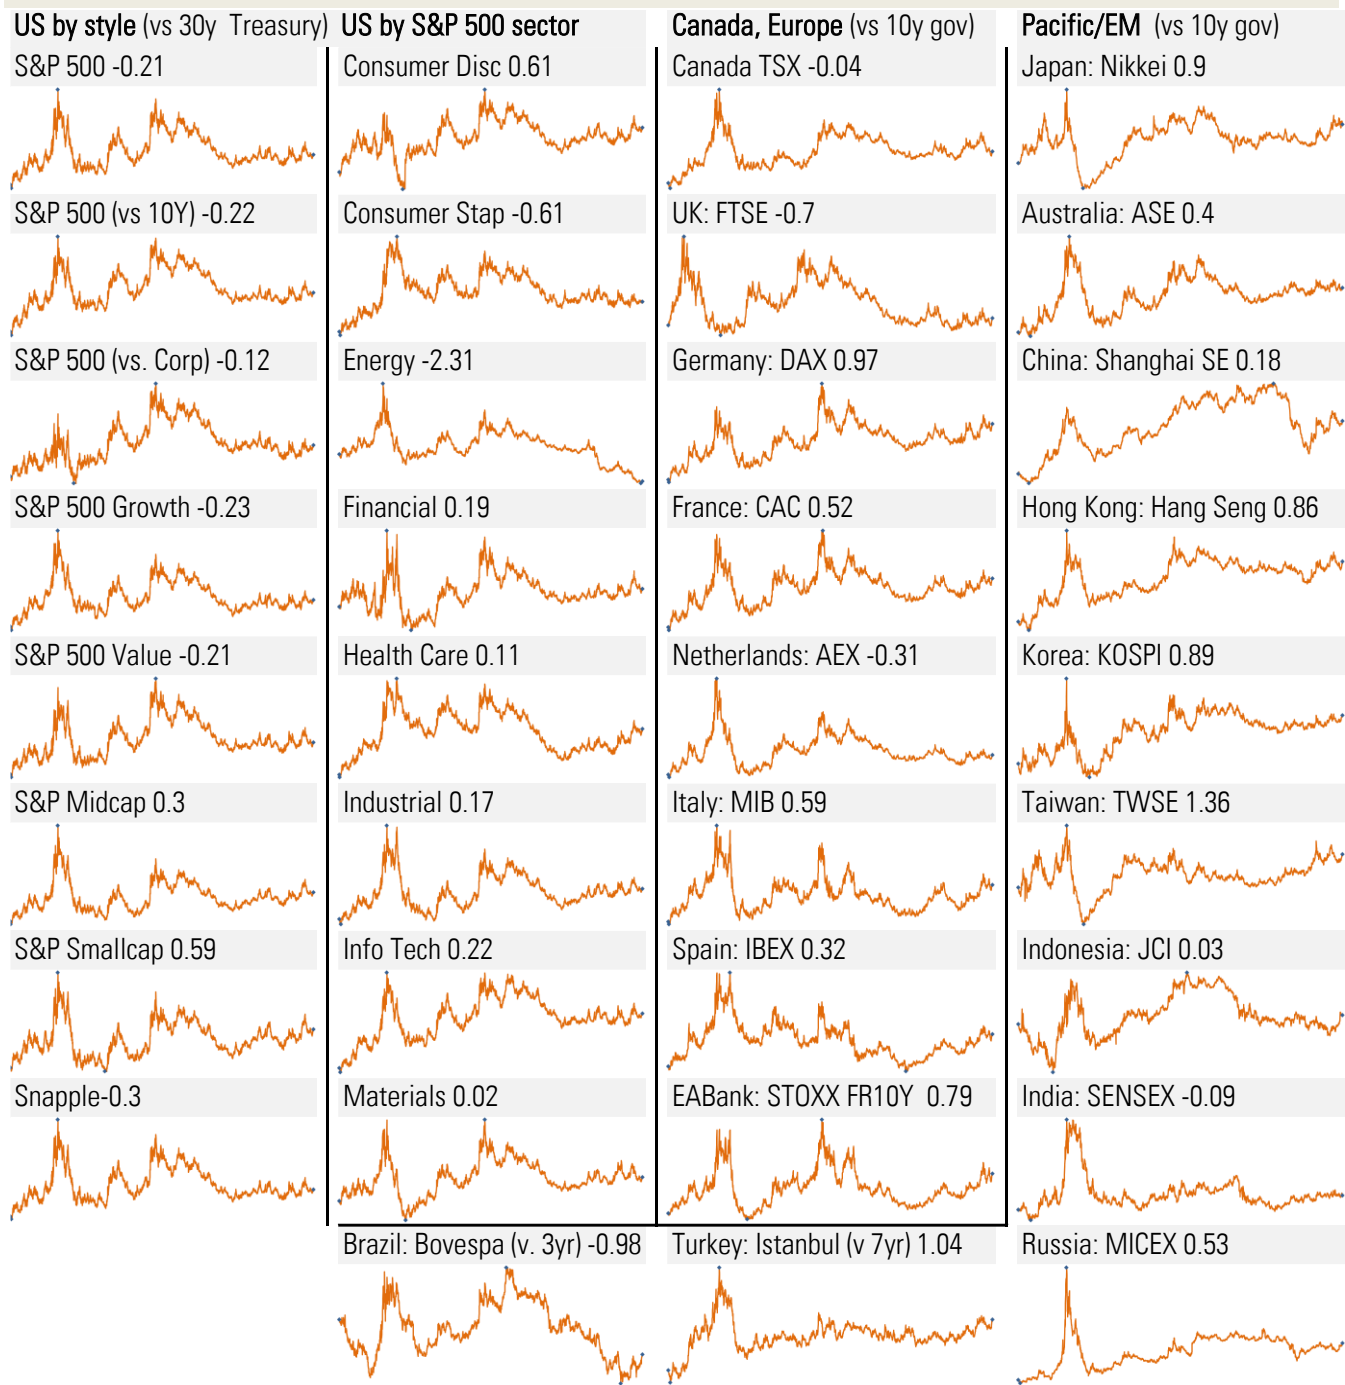 US by style (vs 30y Treasury)
S&P 500 -0.21
S&P 500 (vs 10Y) -0.22
S&P 500 (vs. Corp) -0.12
S&P 500 Growth -0.23
S&P 500 Value -0.21
S&P Midcap 0.3
S&P Smallcap 0.59
Snapple-0.3
US by S&P 500 sector
Consumer Disc 0.61
Consumer Stap -0.61
Energy -2.31
Financial 0.19
Health Care 0.11
Industrial 0.17
Info Tech 0.22
Materials 0.02
Brazil: Bovespa (v. 3yr) -0.98
Canada, Europe (vs 10y gov)
Canada TSX -0.04
UK: FTSE -0.7
Germany: DAX 0.97
France: CAC 0.52
Netherlands: AEX -0.31
Italy: MIB 0.59
Spain: IBEX 0.32
EABank: STOXX FR10Y 0.79
Turkey: Istanbul (v 7yr) 1.04
Pacific/EM (vs 10y gov)
Japan: Nikkei 0.9
Australia: ASE 0.4
China: Shanghai SE 0.18
Hong Kong: Hang Seng 0.86
Korea: KOSPI 0.89
Taiwan: TWSE 1.36
Indonesia: JCI 0.03
India: SENSEX -0.09
Russia: MICEX 0.53